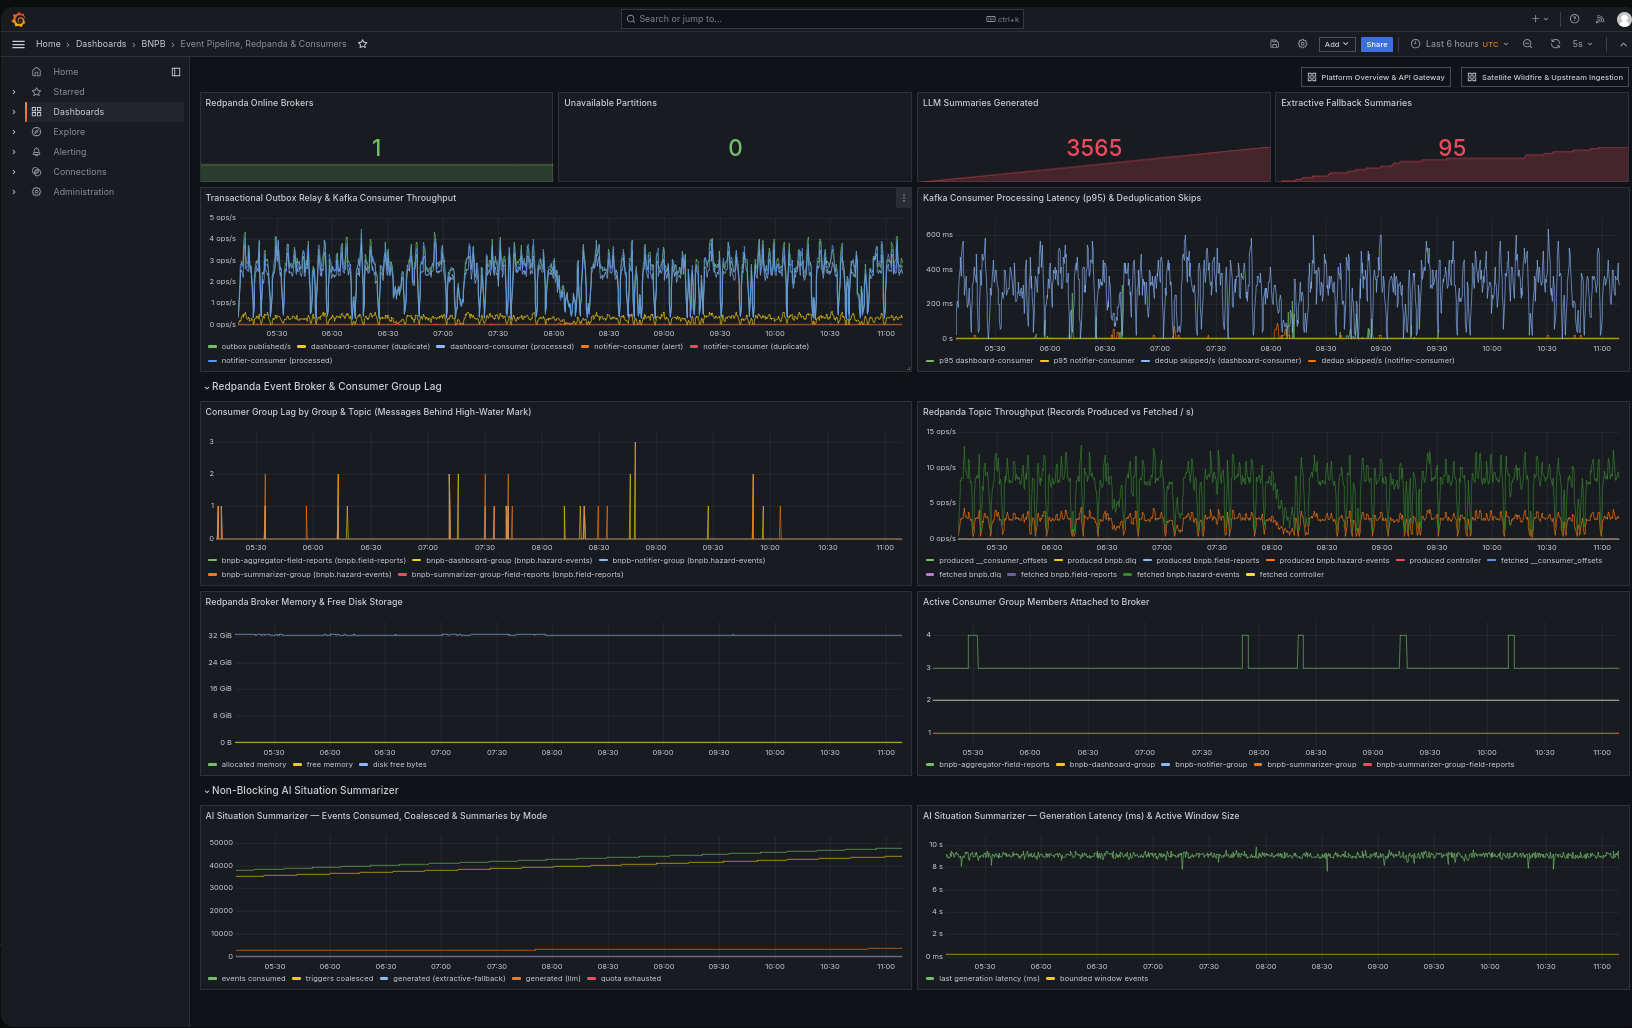 Search or jump to...
ctrl+k
Home › Dashboards › BNPB › Event Pipeline, Redpanda & Consumers
Add
Share
Last 6 hours UTC
5s
Home
Starred
Dashboards
Explore
Alerting
Connections
Administration
Platform Overview & API Gateway
Satellite Wildfire & Upstream Ingestion
Redpanda Online Brokers
1
Unavailable Partitions
0
LLM Summaries Generated
3565
Extractive Fallback Summaries
95
Transactional Outbox Relay & Kafka Consumer Throughput
5 ops/s
4 ops/s
3 ops/s
2 ops/s
1 ops/s
0 ops/s
05:30 06:00 06:30 07:00 07:30 08:00 08:30 09:00 09:30 10:00 10:30 11:00
outbox published/s dashboard-consumer (duplicate) dashboard-consumer (processed) notifier-consumer (alert) notifier-consumer (duplicate)
notifier-consumer (processed)
Kafka Consumer Processing Latency (p95) & Deduplication Skips
600 ms
400 ms
200 ms
0 s
05:30 06:00 06:30 07:00 07:30 08:00 08:30 09:00 09:30 10:00 10:30 11:00
p95 dashboard-consumer p95 notifier-consumer dedup skipped/s (dashboard-consumer) dedup skipped/s (notifier-consumer)
Redpanda Event Broker & Consumer Group Lag
Consumer Group Lag by Group & Topic (Messages Behind High-Water Mark)
3
2
1
0
05:30 06:00 06:30 07:00 07:30 08:00 08:30 09:00 09:30 10:00 10:30 11:00
bnpb-aggregator-field-reports (bnpb.field-reports) bnpb-dashboard-group (bnpb.hazard-events) bnpb-notifier-group (bnpb.hazard-events)
bnpb-summarizer-group (bnpb.hazard-events) bnpb-summarizer-group-field-reports (bnpb.field-reports)
Redpanda Topic Throughput (Records Produced vs Fetched / s)
15 ops/s
10 ops/s
5 ops/s
0 ops/s
05:30 06:00 06:30 07:00 07:30 08:00 08:30 09:00 09:30 10:00 10:30 11:00
produced __consumer_offsets produced bnpb.dlq produced bnpb.field-reports produced bnpb.hazard-events produced controller fetched __consumer_offsets
fetched bnpb.dlq fetched bnpb.field-reports fetched bnpb.hazard-events fetched controller
Redpanda Broker Memory & Free Disk Storage
32 GiB
24 GiB
16 GiB
8 GiB
0 B
05:30 06:00 06:30 07:00 07:30 08:00 08:30 09:00 09:30 10:00 10:30 11:00
allocated memory free memory disk free bytes
Active Consumer Group Members Attached to Broker
4
3
2
1
05:30 06:00 06:30 07:00 07:30 08:00 08:30 09:00 09:30 10:00 10:30 11:00
bnpb-aggregator-field-reports bnpb-dashboard-group bnpb-notifier-group bnpb-summarizer-group bnpb-summarizer-group-field-reports
Non-Blocking AI Situation Summarizer
AI Situation Summarizer — Events Consumed, Coalesced & Summaries by Mode
50000
40000
30000
20000
10000
0
05:30 06:00 06:30 07:00 07:30 08:00 08:30 09:00 09:30 10:00 10:30 11:00
events consumed triggers coalesced generated (extractive-fallback) generated (llm) quota exhausted
AI Situation Summarizer — Generation Latency (ms) & Active Window Size
10 s
8 s
6 s
4 s
2 s
0 ms
05:30 06:00 06:30 07:00 07:30 08:00 08:30 09:00 09:30 10:00 10:30 11:00
last generation latency (ms) bounded window events